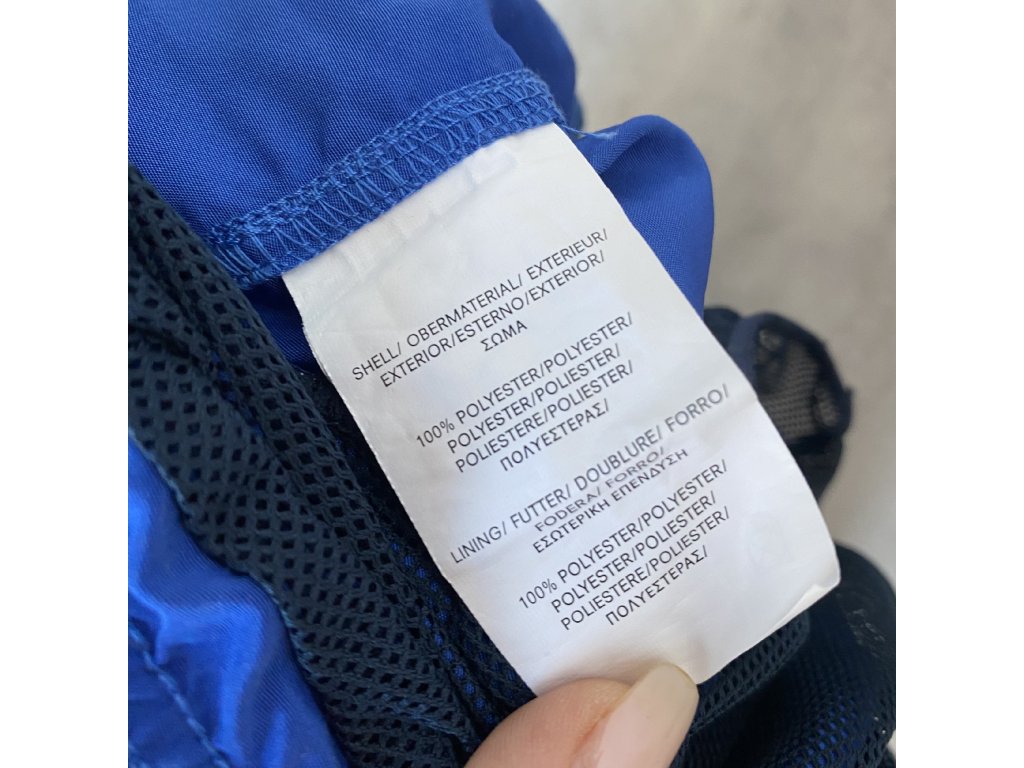 SHELL/ OBERMATERIAL/ EXTERIEUR/
EXTERIOR/ESTERNO/EXTERIOR/
ΣΩΜΑ
100% POLYESTER/POLYESTER/
POLYESTER/POLIESTER/
POLIESTERE/POLIESTER/
ΠΟΛΥΕΣΤΕΡΑΣ/
LINING/ FUTTER/ DOUBLURE/ FORRO/
FODERA/ FORRO/
ΕΣΩΤΕΡΙΚΗ ΕΠΕΝΔΥΣΗ
100% POLYESTER/POLYESTER/
POLYESTER/POLIESTER/
POLIESTERE/POLIESTER/
ΠΟΛΥΕΣΤΕΡΑΣ/